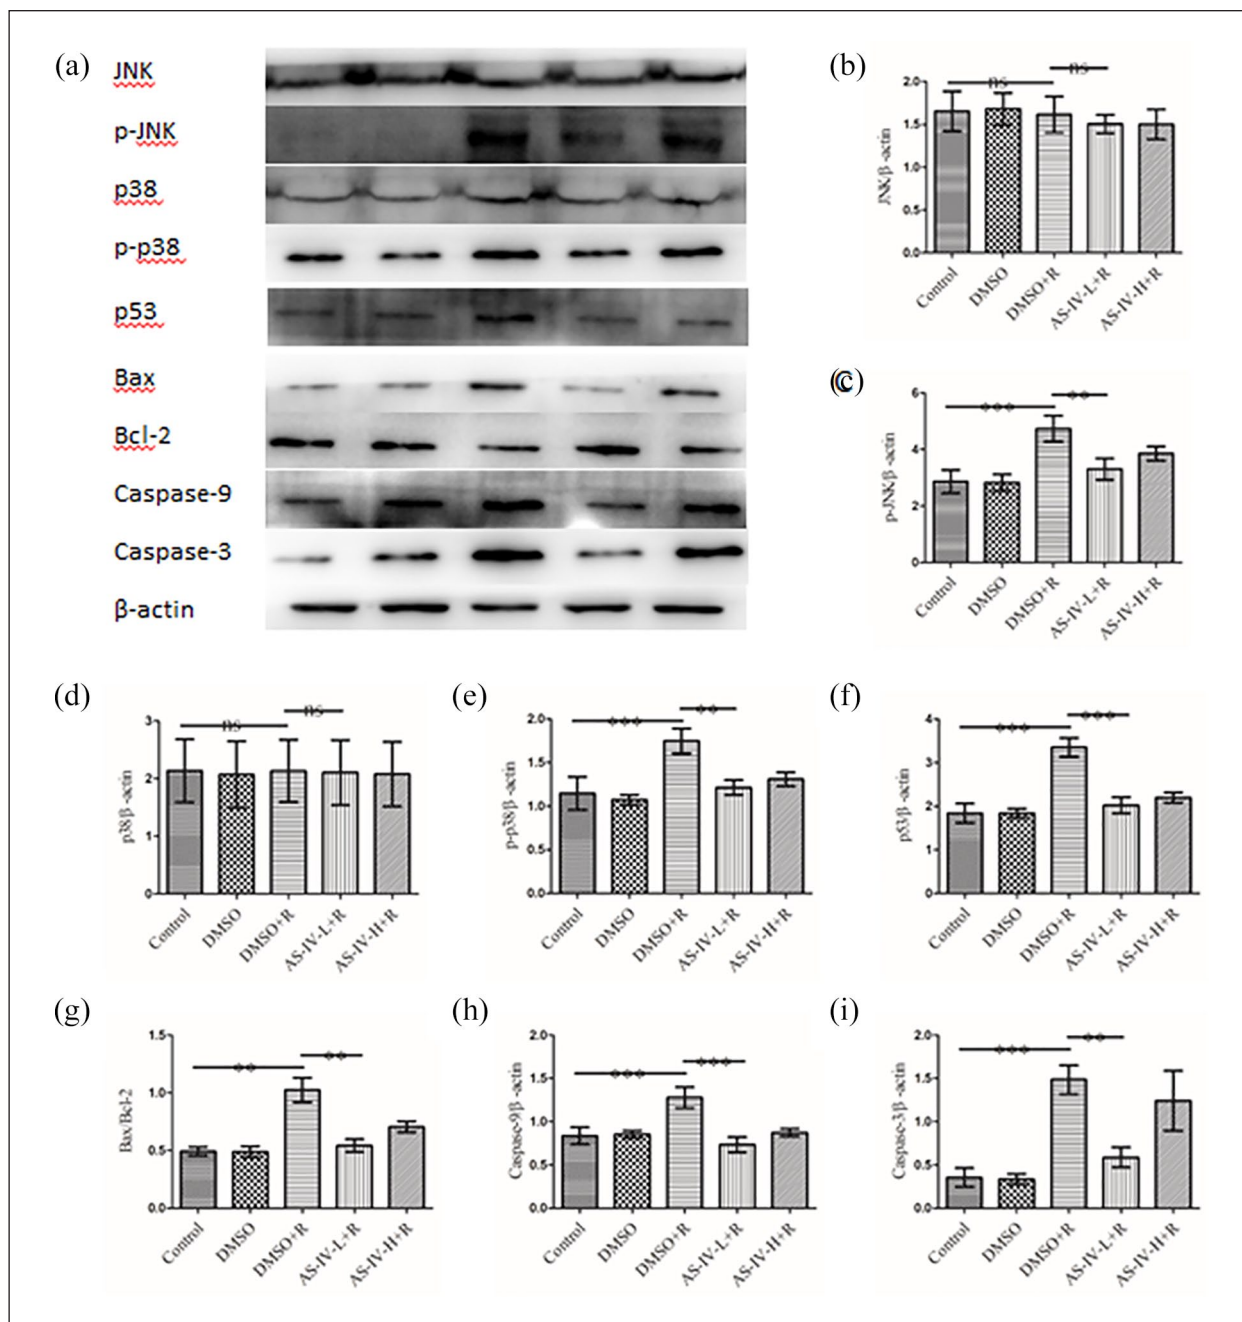 (a)
JNK
p-JNK
p38
p-p38
p53
Bax
Bcl-2
Caspase-9
Caspase-3
β-actin
(b)
ns
ns
JNK/β-actin
2.0
1.5
1.0
0.5
0.0
Control
DMSO
DMSO+R
AS-IV-L+R
AS-IV-H+R
(c)
p-JNK/β-actin
6
4
2
0
Control
DMSO
DMSO+R
AS-IV-L+R
AS-IV-H+R
(d)
ns
ns
p38/β-actin
3
2
1
0
Control
DMSO
DMSO+R
AS-IV-L+R
AS-IV-H+R
(e)
p-p38/β-actin
2.0
1.5
1.0
0.5
0.0
Control
DMSO
DMSO+R
AS-IV-L+R
AS-IV-H+R
(f)
p53/β-actin
4
3
2
1
0
Control
DMSO
DMSO+R
AS-IV-L+R
AS-IV-H+R
(g)
Bax/Bcl-2
1.5
1.0
0.5
0.0
Control
DMSO
DMSO+R
AS-IV-L+R
AS-IV-H+R
(h)
Caspase-9/β-actin
2.0
1.5
1.0
0.5
0.0
Control
DMSO
DMSO+R
AS-IV-L+R
AS-IV-H+R
(i)
Caspase-3/β-actin
2.0
1.5
1.0
0.5
0.0
Control
DMSO
DMSO+R
AS-IV-L+R
AS-IV-H+R